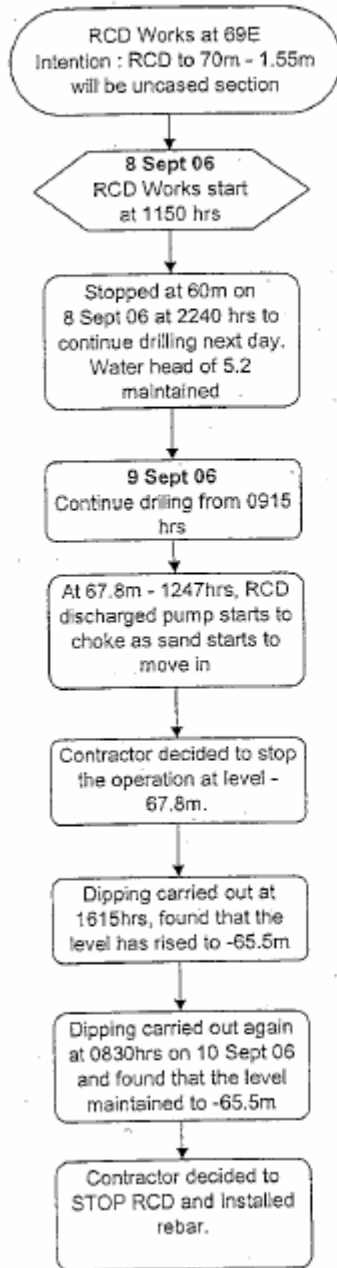 RCD Works at 69E
Intention : RCD to 70m - 1.55m
will be uncased section
8 Sept 06
RCD Works start
at 1150 hrs
Stopped at 60m on
8 Sept 06 at 2240 hrs to
continue drilling next day.
Water head of 5.2
maintained
9 Sept 06
Continue driling from 0915
hrs
At 67.8m - 1247hrs, RCD
discharged pump starts to
choke as sand starts to
move in
Contractor decided to stop
the operation at level -
67.8m.
Dipping carried out at
1615hrs, found that the
level has rised to -65.5m
Dipping carried out again
at 0830hrs on 10 Sept 06
and found that the level
maintained to -65.5m
Contractor decided to
STOP RCD and Installed
rebar.